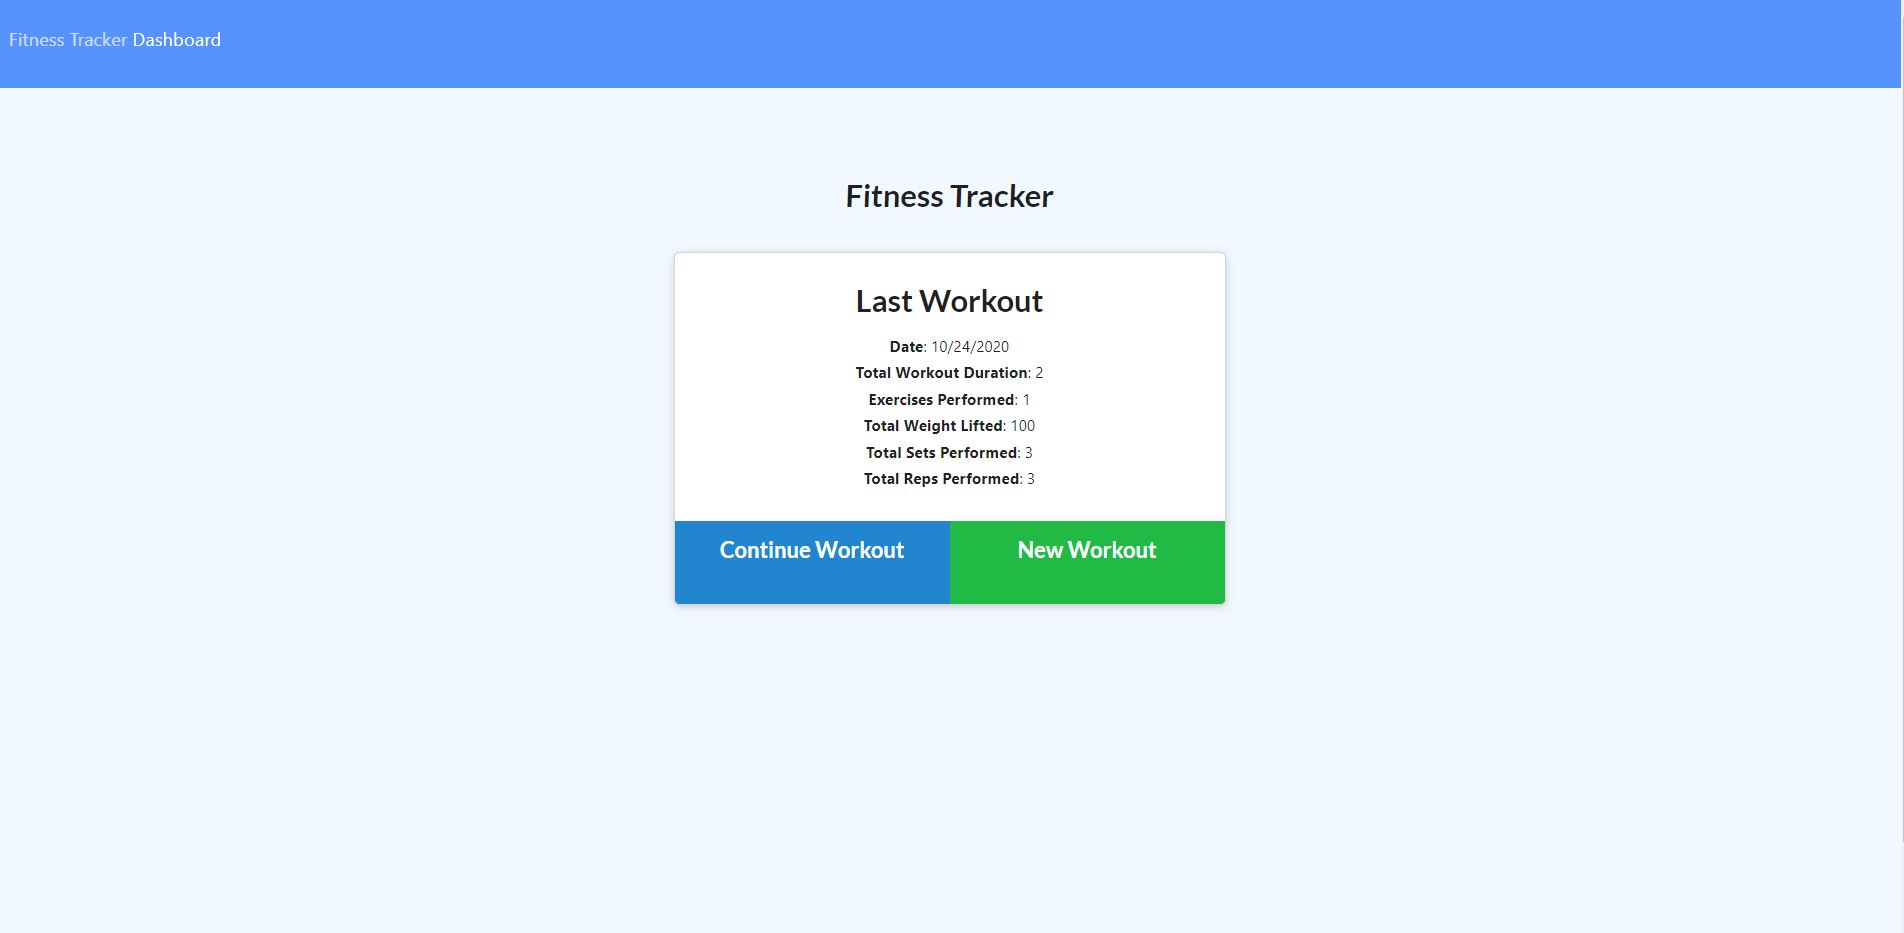 Fitness Tracker Dashboard
Fitness Tracker
Last Workout
Date: 10/24/2020
Total Workout Duration: 2
Exercises Performed: 1
Total Weight Lifted: 100
Total Sets Performed: 3
Total Reps Performed: 3
Continue Workout New Workout